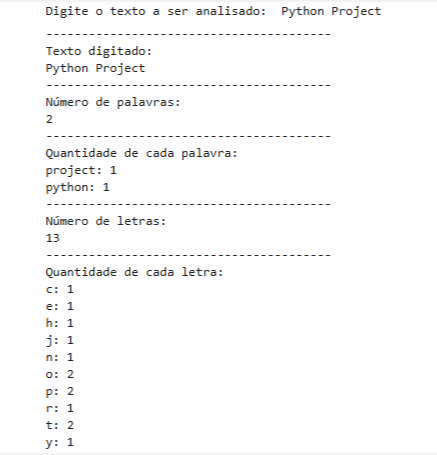 Digite o texto a ser analisado:  Python Project
----------------------------------------
Texto digitado:
Python Project
----------------------------------------
Número de palavras:
2
----------------------------------------
Quantidade de cada palavra:
project: 1
python: 1
----------------------------------------
Número de letras:
13
----------------------------------------
Quantidade de cada letra:
c: 1
e: 1
h: 1
j: 1
n: 1
o: 2
p: 2
r: 1
t: 2
y: 1